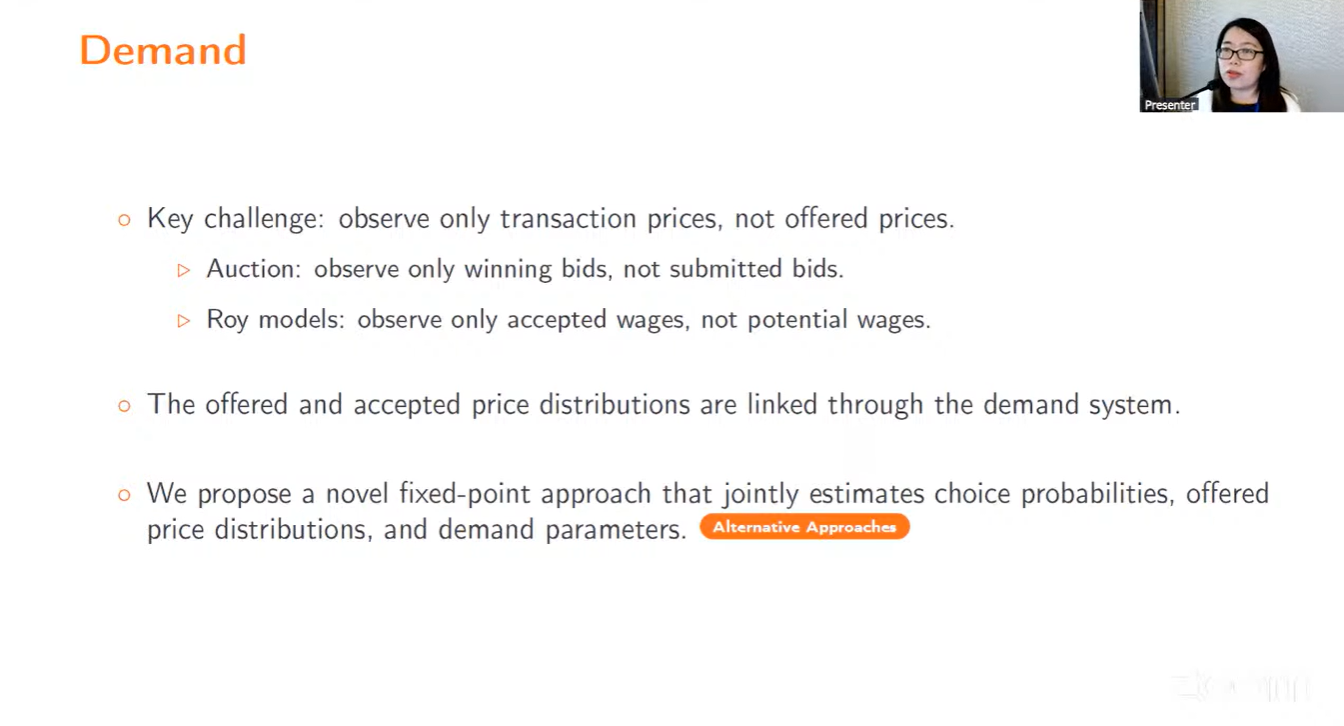 Demand
Presenter
Key challenge: observe only transaction prices, not offered prices.
Auction: observe only winning bids, not submitted bids.
Roy models: observe only accepted wages, not potential wages.
The offered and accepted price distributions are linked through the demand system.
We propose a novel fixed-point approach that jointly estimates choice probabilities, offered
price distributions, and demand parameters. Alternative Approaches